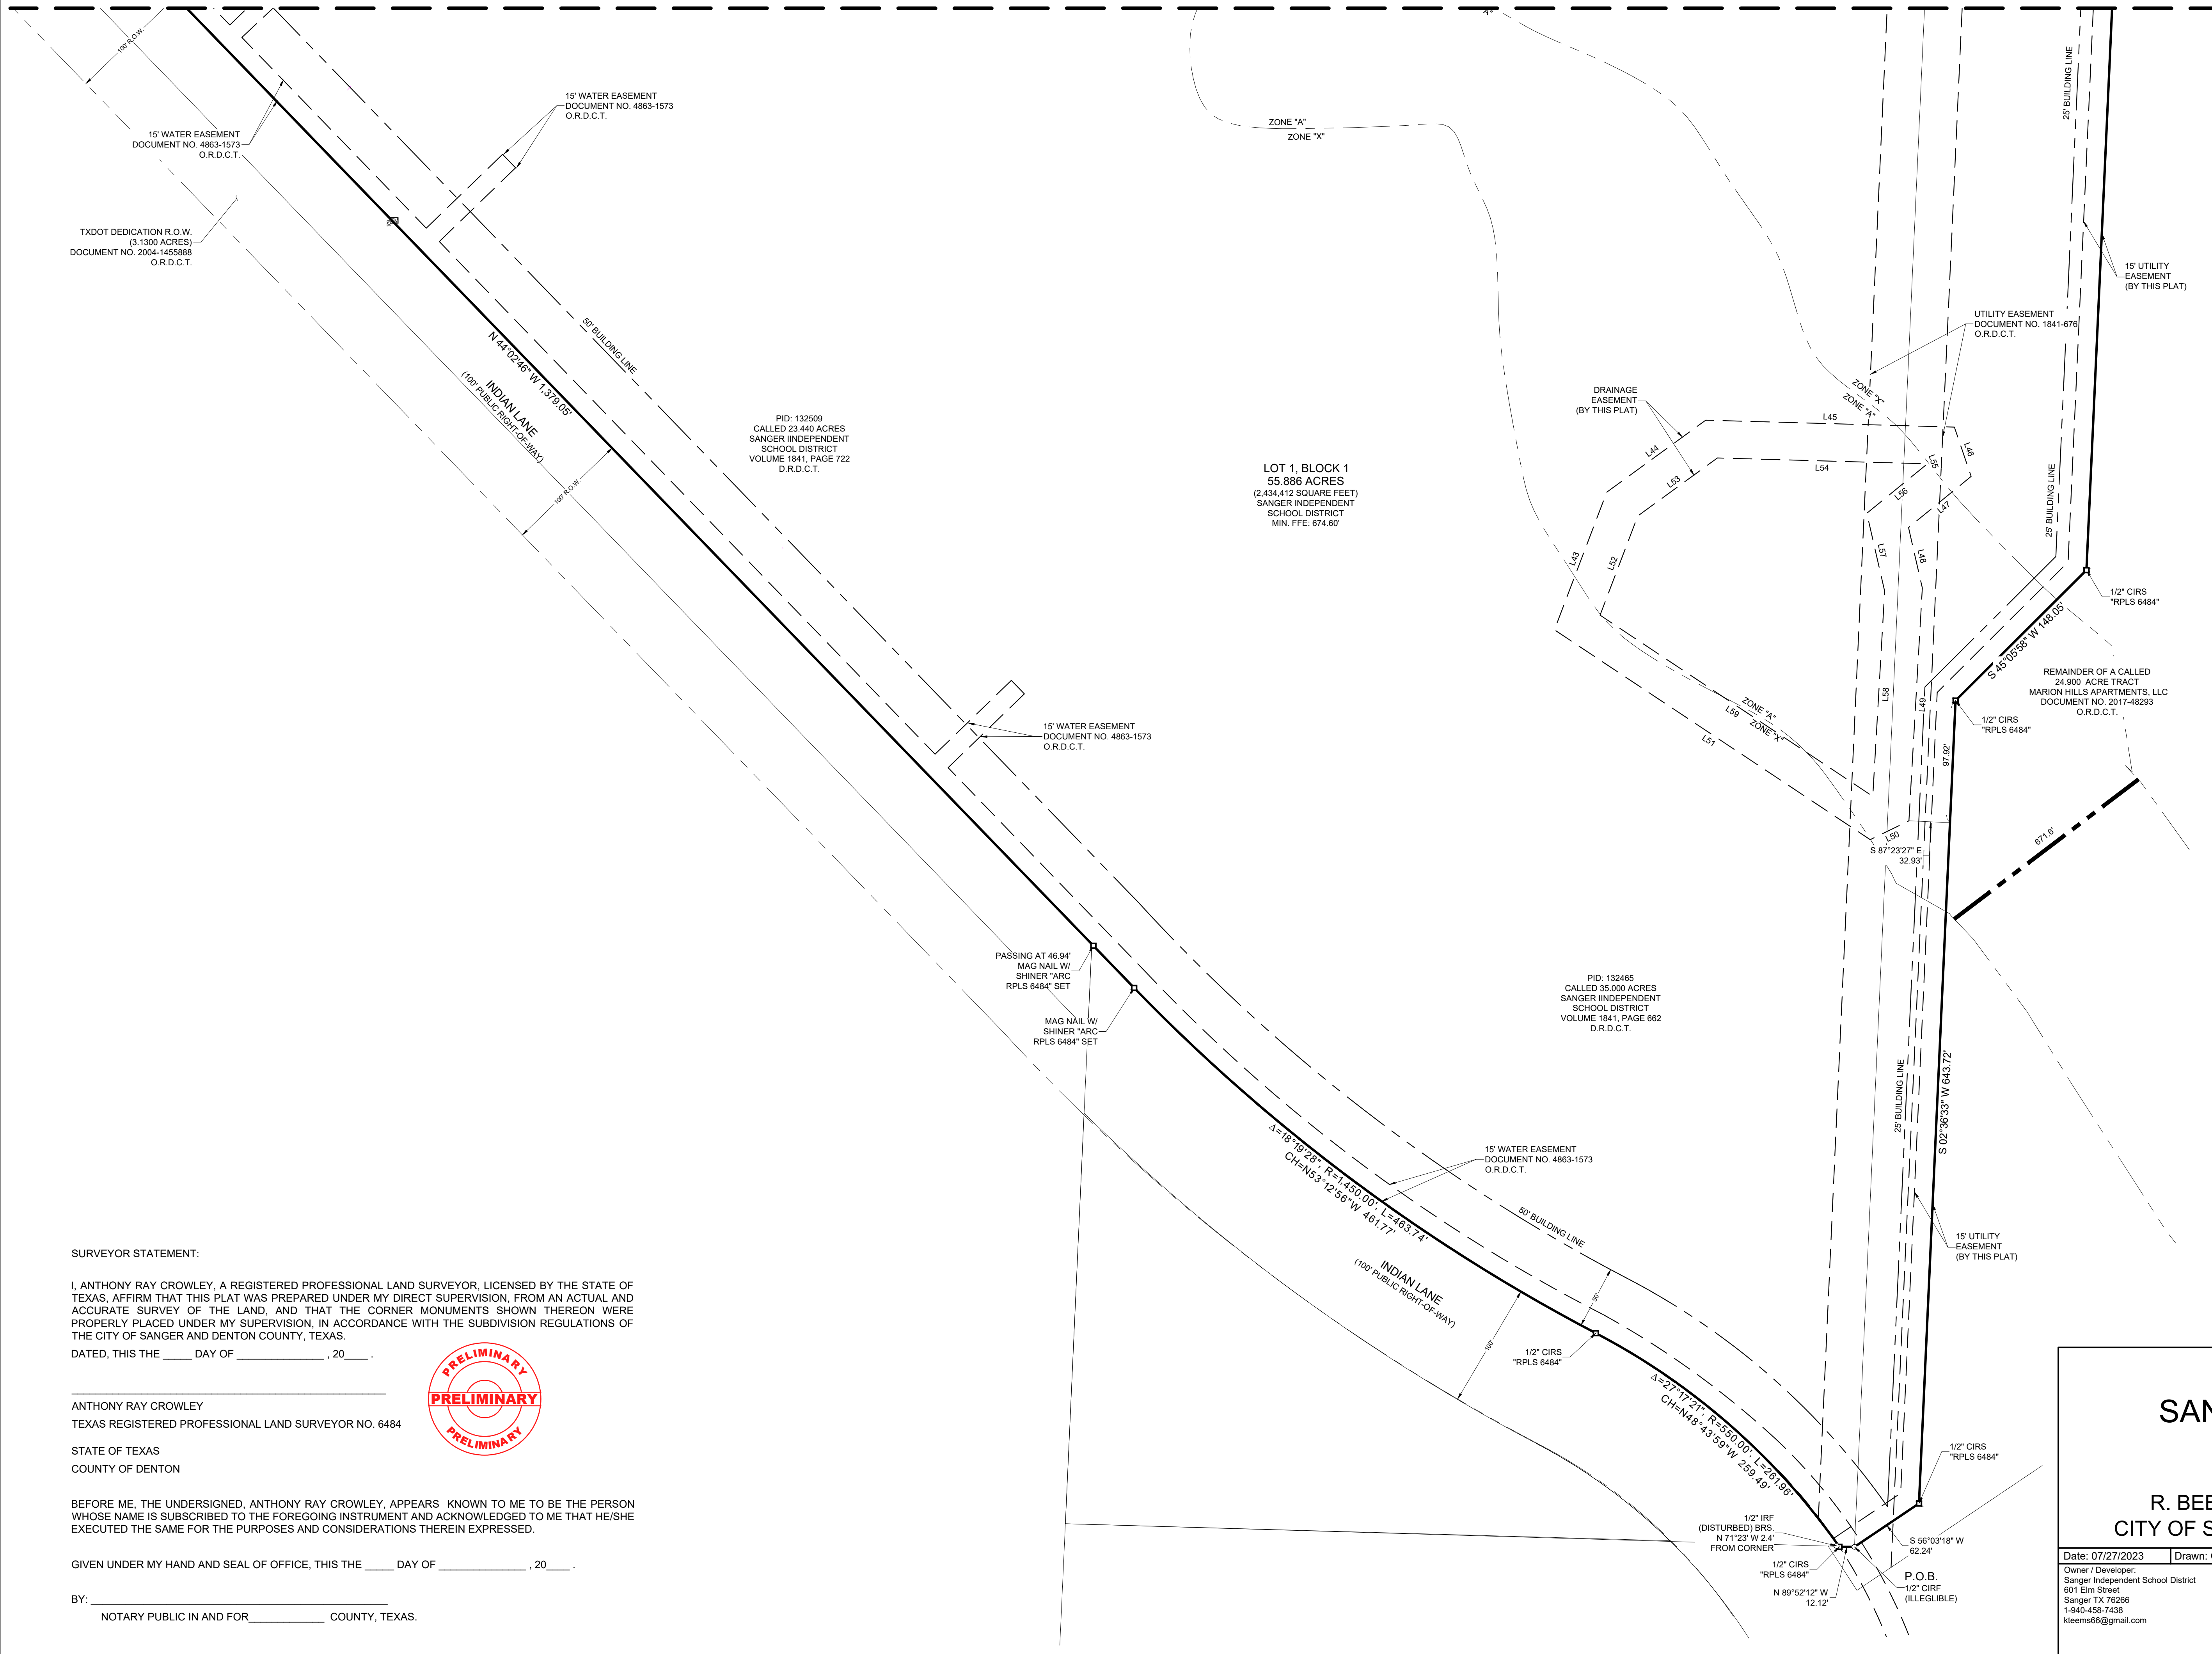 100' R.O.W.
15' WATER EASEMENT
DOCUMENT NO. 4863-1573
O.R.D.C.T.
15' WATER EASEMENT
DOCUMENT NO. 4863-1573
O.R.D.C.T.
TXDOT DEDICATION R.O.W.
(3.1300 ACRES)
DOCUMENT NO. 2004-1455888
O.R.D.C.T.
50' BUILDING LINE
N 44°02'46" W 1,379.05'
INDIAN LANE
(100' PUBLIC RIGHT-OF-WAY)
100' R.O.W.
PID: 132509
CALLED 23.440 ACRES
SANGER IINDEPENDENT
SCHOOL DISTRICT
VOLUME 1841, PAGE 722
D.R.D.C.T.
ZONE "A"
ZONE "X"
LOT 1, BLOCK 1
55.886 ACRES
(2,434,412 SQUARE FEET)
SANGER INDEPENDENT
SCHOOL DISTRICT
MIN. FFE: 674.60'
25' BUILDING LINE
15' UTILITY
EASEMENT
(BY THIS PLAT)
UTILITY EASEMENT
DOCUMENT NO. 1841-676
O.R.D.C.T.
DRAINAGE
EASEMENT
(BY THIS PLAT)
ZONE "X"
ZONE "A"
L45
L44
L46
L53
L54
L55
L56
L47
L43
L52
L57
L48
25' BUILDING LINE
1/2" CIRS
"RPLS 6484"
S 45°05'58" W 148.05'
REMAINDER OF A CALLED
24.900 ACRE TRACT
MARION HILLS APARTMENTS, LLC
DOCUMENT NO. 2017-48293
O.R.D.C.T.
1/2" CIRS
"RPLS 6484"
L58
L49
97.92'
ZONE "A"
L59
ZONE "X"
L51
L50
S 87°23'27" E
32.93'
671.6'
15' WATER EASEMENT
DOCUMENT NO. 4863-1573
O.R.D.C.T.
PASSING AT 46.94'
MAG NAIL W/
SHINER "ARC
RPLS 6484" SET
MAG NAIL W/
SHINER "ARC
RPLS 6484" SET
PID: 132465
CALLED 35.000 ACRES
SANGER IINDEPENDENT
SCHOOL DISTRICT
VOLUME 1841, PAGE 662
D.R.D.C.T.
25' BUILDING LINE
S 02°36'33" W 643.72'
15' WATER EASEMENT
DOCUMENT NO. 4863-1573
O.R.D.C.T.
Δ=18°19'28", R=1,450.00', L=463.74'
CH=N53°12'56"W 461.77'
50' BUILDING LINE
INDIAN LANE
(100' PUBLIC RIGHT-OF-WAY)
50'
100'
15' UTILITY
EASEMENT
(BY THIS PLAT)
1/2" CIRS
"RPLS 6484"
Δ=27°17'21", R=550.00', L=261.96'
CH=N48°43'59"W 259.49'
1/2" CIRS
"RPLS 6484"
1/2" IRF
(DISTURBED) BRS.
N 71°23' W 2.4'
FROM CORNER
1/2" CIRS
"RPLS 6484"
N 89°52'12" W
12.12'
S 56°03'18" W
62.24'
P.O.B.
1/2" CIRF
(ILLEGLIBLE)
SURVEYOR STATEMENT:
I, ANTHONY RAY CROWLEY, A REGISTERED PROFESSIONAL LAND SURVEYOR, LICENSED BY THE STATE OF
TEXAS, AFFIRM THAT THIS PLAT WAS PREPARED UNDER MY DIRECT SUPERVISION, FROM AN ACTUAL AND
ACCURATE SURVEY OF THE LAND, AND THAT THE CORNER MONUMENTS SHOWN THEREON WERE
PROPERLY PLACED UNDER MY SUPERVISION, IN ACCORDANCE WITH THE SUBDIVISION REGULATIONS OF
THE CITY OF SANGER AND DENTON COUNTY, TEXAS.
DATED, THIS THE _____ DAY OF _______________ , 20____ .
ANTHONY RAY CROWLEY
TEXAS REGISTERED PROFESSIONAL LAND SURVEYOR NO. 6484
PRELIMINARY
PRELIMINARY
PRELIMINARY
STATE OF TEXAS
COUNTY OF DENTON
BEFORE ME, THE UNDERSIGNED, ANTHONY RAY CROWLEY, APPEARS KNOWN TO ME TO BE THE PERSON
WHOSE NAME IS SUBSCRIBED TO THE FOREGOING INSTRUMENT AND ACKNOWLEDGED TO ME THAT HE/SHE
EXECUTED THE SAME FOR THE PURPOSES AND CONSIDERATIONS THEREIN EXPRESSED.
GIVEN UNDER MY HAND AND SEAL OF OFFICE, THIS THE _____ DAY OF _______________ , 20____ .
BY: ____________________
NOTARY PUBLIC IN AND FOR_____________ COUNTY, TEXAS.
SAN
R. BEE
CITY OF S
Date: 07/27/2023
Drawn:
Owner / Developer:
Sanger Independent School District
601 Elm Street
Sanger TX 76266
1-940-458-7438
kteems66@gmail.com